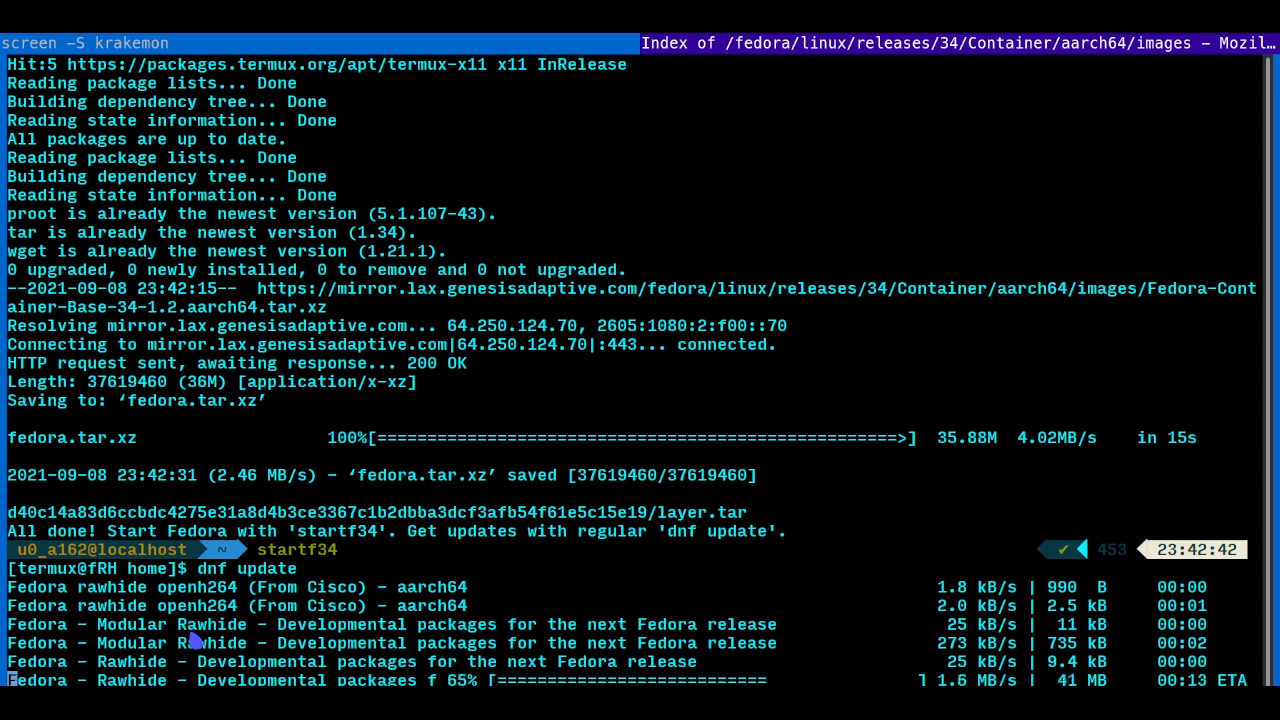 screen -S krakemon
Index of /fedora/linux/releases/34/Container/aarch64/images - Mozil…
Hit:5 https://packages.termux.org/apt/termux-x11 x11 InRelease
Reading package lists... Done
Building dependency tree... Done
Reading state information... Done
All packages are up to date.
Reading package lists... Done
Building dependency tree... Done
Reading state information... Done
proot is already the newest version (5.1.107-43).
tar is already the newest version (1.34).
wget is already the newest version (1.21.1).
0 upgraded, 0 newly installed, 0 to remove and 0 not upgraded.
--2021-09-08 23:42:15--  https://mirror.lax.genesisadaptive.com/fedora/linux/releases/34/Container/aarch64/images/Fedora-Cont
ainer-Base-34-1.2.aarch64.tar.xz
Resolving mirror.lax.genesisadaptive.com... 64.250.124.70, 2605:1080:2:f00::70
Connecting to mirror.lax.genesisadaptive.com|64.250.124.70|:443... connected.
HTTP request sent, awaiting response... 200 OK
Length: 37619460 (36M) [application/x-xz]
Saving to: ‘fedora.tar.xz’
fedora.tar.xz 100%[====================================================>] 35.88M 4.02MB/s in 15s
2021-09-08 23:42:31 (2.46 MB/s) - ‘fedora.tar.xz’ saved [37619460/37619460]
d40c14a83d6ccbdc4275e31a8d4b3ce3367c1b2dbba3dcf3afb54f61e5c15e19/layer.tar
All done! Start Fedora with 'startf34'. Get updates with regular 'dnf update'.
u0_a162@localhost ~ startf34 ✔ 453 23:42:42
[termux@fRH home]$ dnf update
Fedora rawhide openh264 (From Cisco) - aarch64 1.8 kB/s | 990 B 00:00
Fedora rawhide openh264 (From Cisco) - aarch64 2.0 kB/s | 2.5 kB 00:01
Fedora - Modular Rawhide - Developmental packages for the next Fedora release 25 kB/s | 11 kB 00:00
Fedora - Modular Rawhide - Developmental packages for the next Fedora release 273 kB/s | 735 kB 00:02
Fedora - Rawhide - Developmental packages for the next Fedora release 25 kB/s | 9.4 kB 00:00
Fedora - Rawhide - Developmental packages f 65% [=========================== ] 1.6 MB/s | 41 MB 00:13 ETA